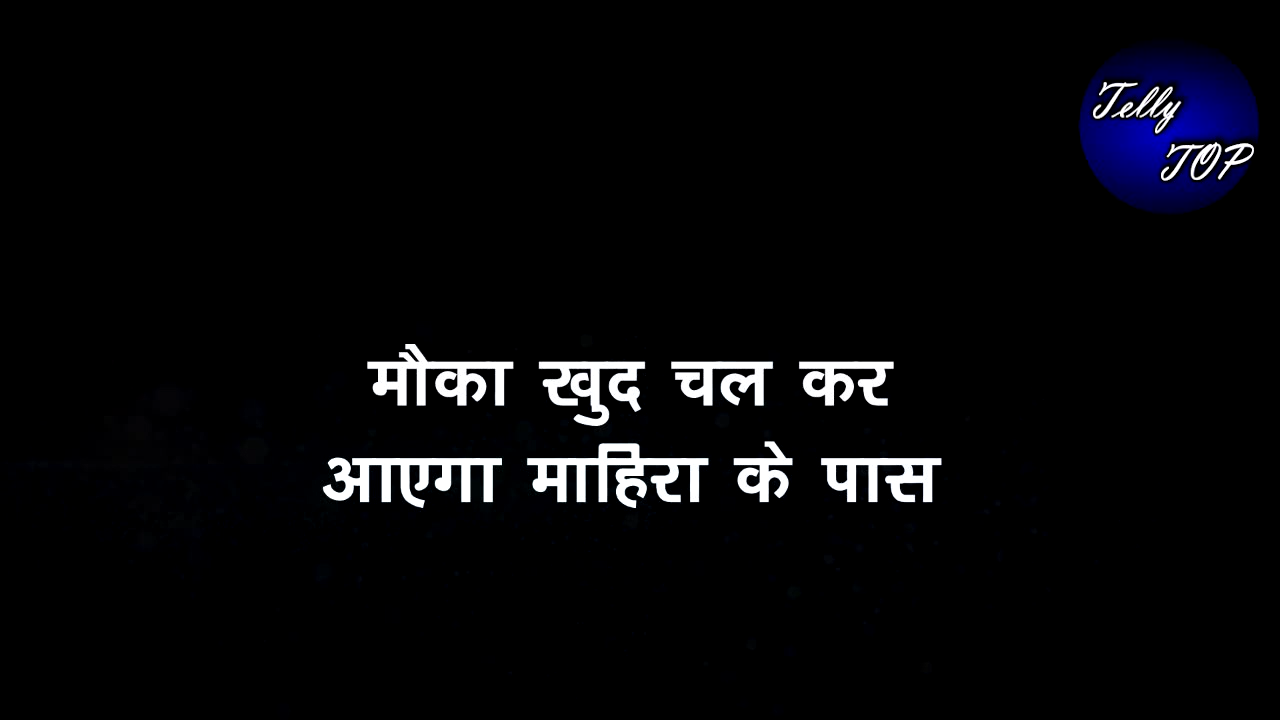 Telly
TOP
मौका खुद चल कर
आएगा माहिरा के पास